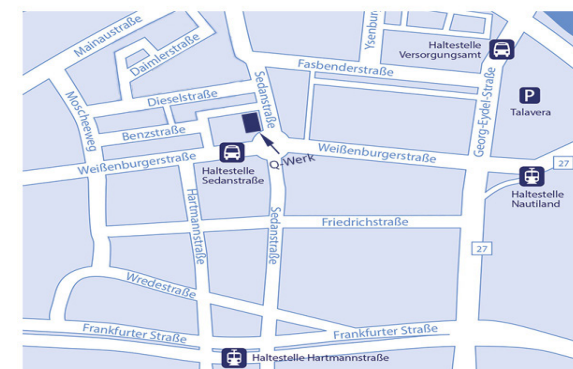 Mainaustraße
Daimlerstraße
Ysenbur
Haltestelle
Versorgungsamt
Fasbenderstraße
Moscheeweg
Dieselstraße
Sedanstraße
Georg-Eydel-Straße
P
Talavera
Benzstraße
Weißenburgerstraße
Weißenburgerstraße
Q-Werk
27
Haltestelle
Sedanstraße
Haltestelle
Nautiland
Hartmannstraße
Sedanstraße
Friedrichstraße
27
Wredestraße
Frankfurter Straße
Frankfurter Straße
Haltestelle Hartmannstraße